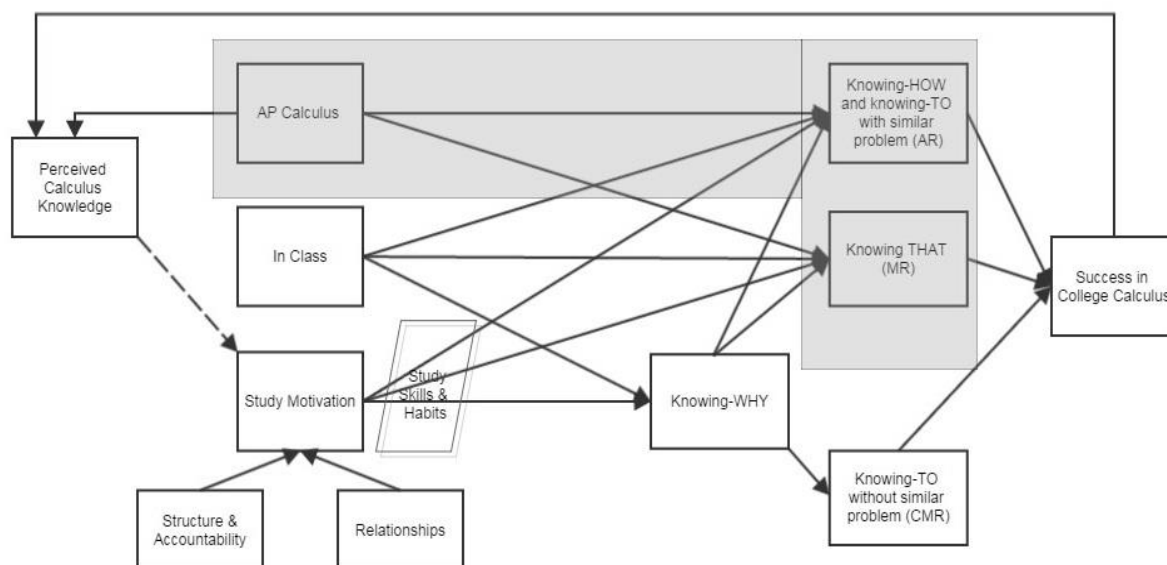 AP Calculus
Knowing-HOW
and knowing-TO
with similar
problem (AR)
Perceived
Calculus
Knowledge
In Class
Knowing THAT
(MR)
Success in
College Calculus
Study Motivation
Study
Skills &
Habits
Knowing-WHY
Knowing-TO
without similar
problem (CMR)
Structure &
Accountability
Relationships